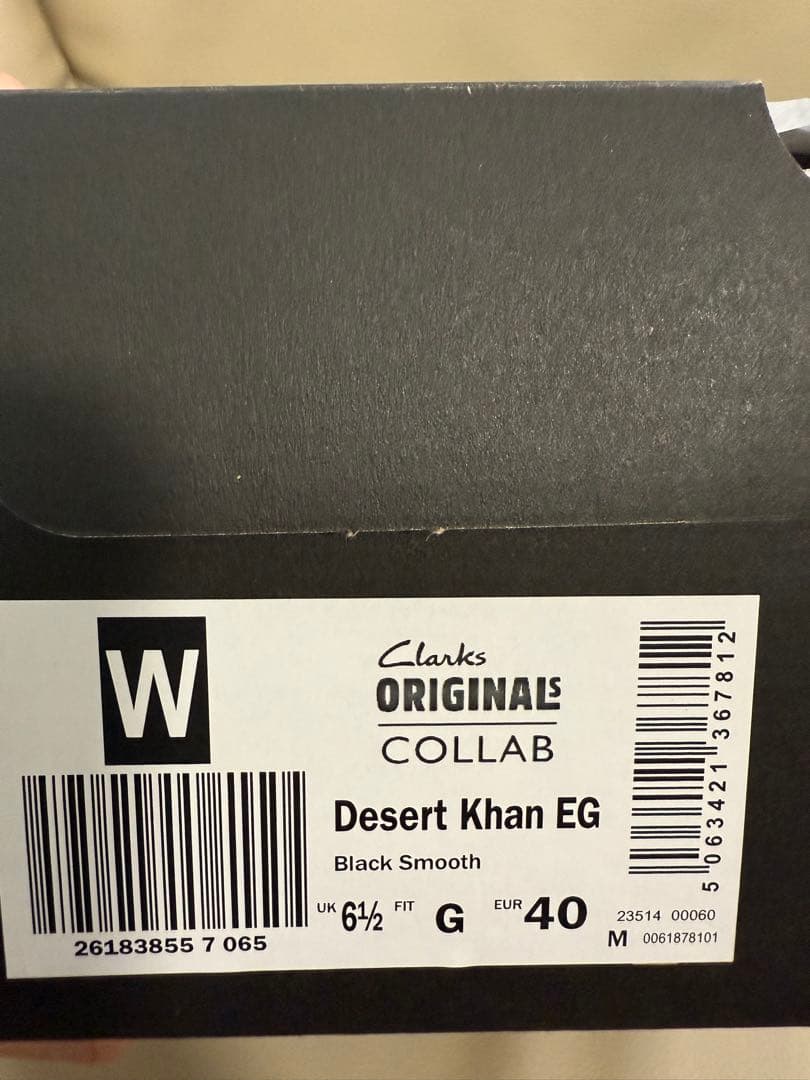 W
26183855 7 065
Clarks
ORIGINALS
COLLAB
Desert Khan EG
Black Smooth
UK 6½ FIT G EUR 40
5 063421 367812
23514 00060
M 0061878101